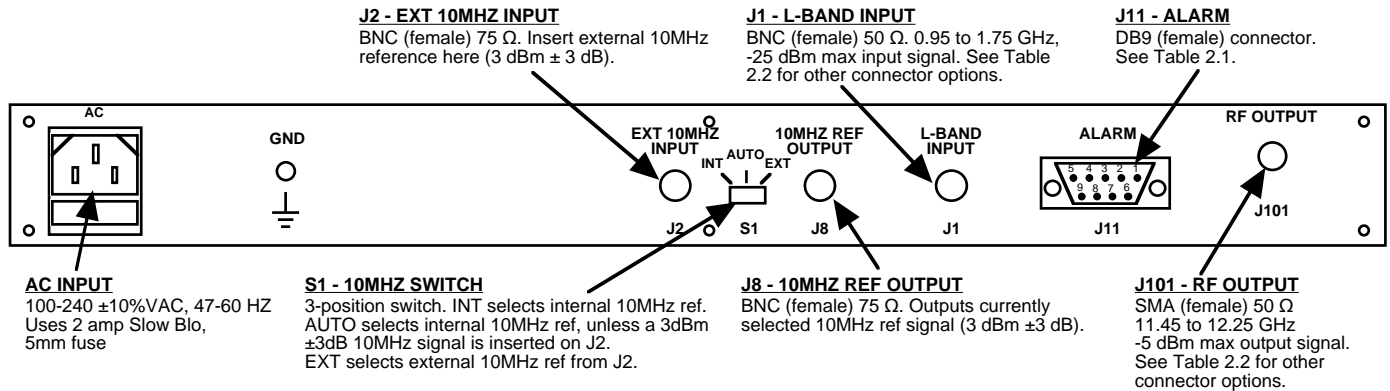 J2 - EXT 10MHZ INPUT
BNC (female) 75 Ω. Insert external 10MHz
reference here (3 dBm ± 3 dB).
J1 - L-BAND INPUT
BNC (female) 50 Ω. 0.95 to 1.75 GHz,
-25 dBm max input signal. See Table
2.2 for other connector options.
J11 - ALARM
DB9 (female) connector.
See Table 2.1.
AC
GND
EXT 10MHZ
INPUT
INT
AUTO
EXT
10MHZ REF
OUTPUT
L-BAND
INPUT
ALARM
5 4 3 2 1
9 8 7 6
RF OUTPUT
J2
S1
J8
J1
J11
J101
AC INPUT
100-240 ±10%VAC, 47-60 HZ
Uses 2 amp Slow Blo,
5mm fuse
S1 - 10MHZ SWITCH
3-position switch. INT selects internal 10MHz ref.
AUTO selects internal 10MHz ref, unless a 3dBm
±3dB 10MHz signal is inserted on J2.
EXT selects external 10MHz ref from J2.
J8 - 10MHZ REF OUTPUT
BNC (female) 75 Ω. Outputs currently
selected 10MHz ref signal (3 dBm ±3 dB).
J101 - RF OUTPUT
SMA (female) 50 Ω
11.45 to 12.25 GHz
-5 dBm max output signal.
See Table 2.2 for other
connector options.